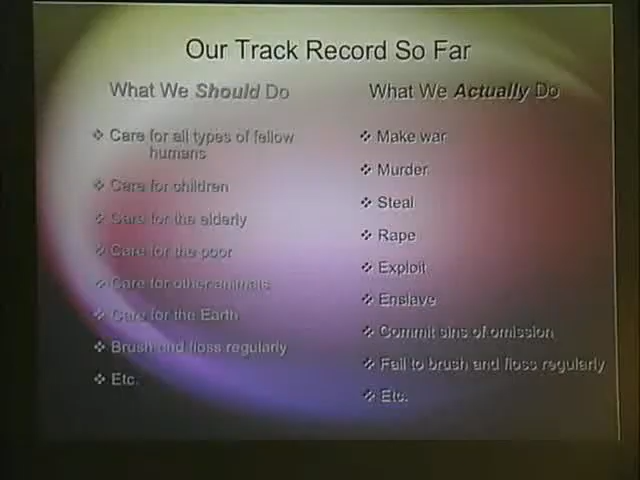 Our Track Record So Far
What We Should Do
❖ Care for all types of fellow
humans
❖ Care for children
❖ Care for the elderly
❖ Care for the poor
❖ Care for other animals
❖ Care for the Earth
❖ Brush and floss regularly
❖ Etc.
What We Actually Do
❖ Make war
❖ Murder
❖ Steal
❖ Rape
❖ Exploit
❖ Enslave
❖ Commit sins of omission
❖ Fail to brush and floss regularly
❖ Etc.